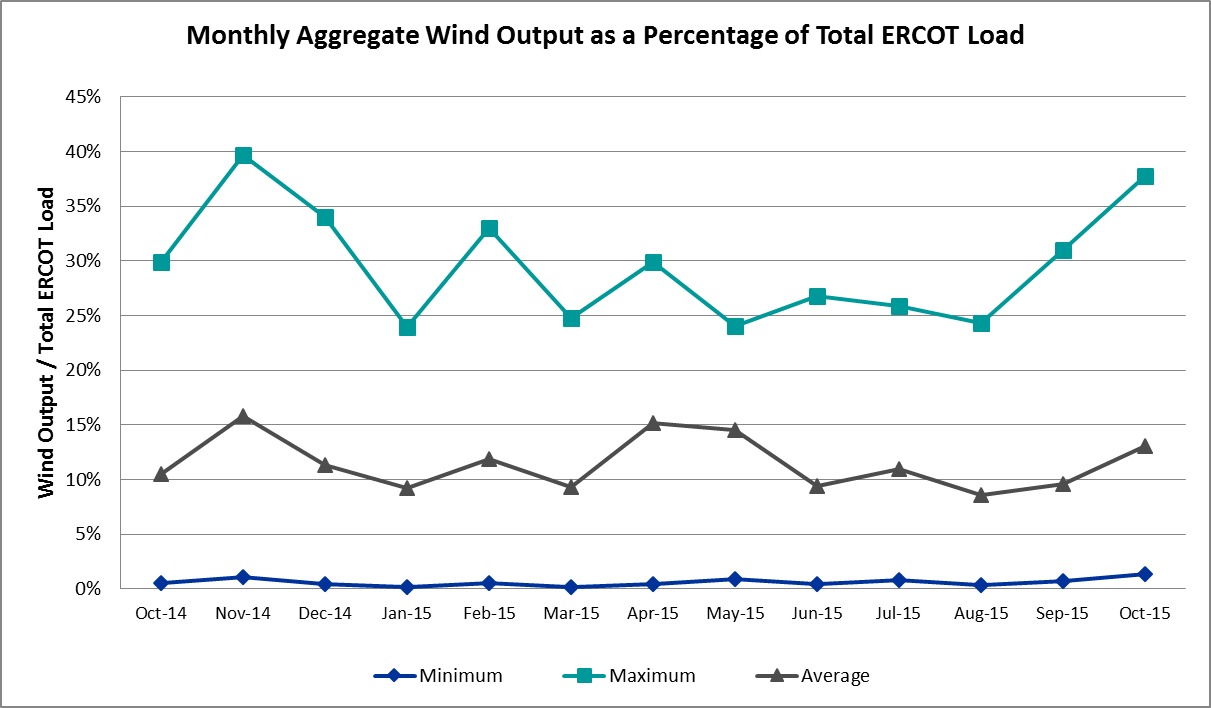 Monthly Aggregate Wind Output as a Percentage of Total ERCOT Load
Wind Output / Total ERCOT Load
45%
40%
35%
30%
25%
20%
15%
10%
5%
0%
Oct-14 Nov-14 Dec-14 Jan-15 Feb-15 Mar-15 Apr-15 May-15 Jun-15 Jul-15 Aug-15 Sep-15 Oct-15
Minimum Maximum Average